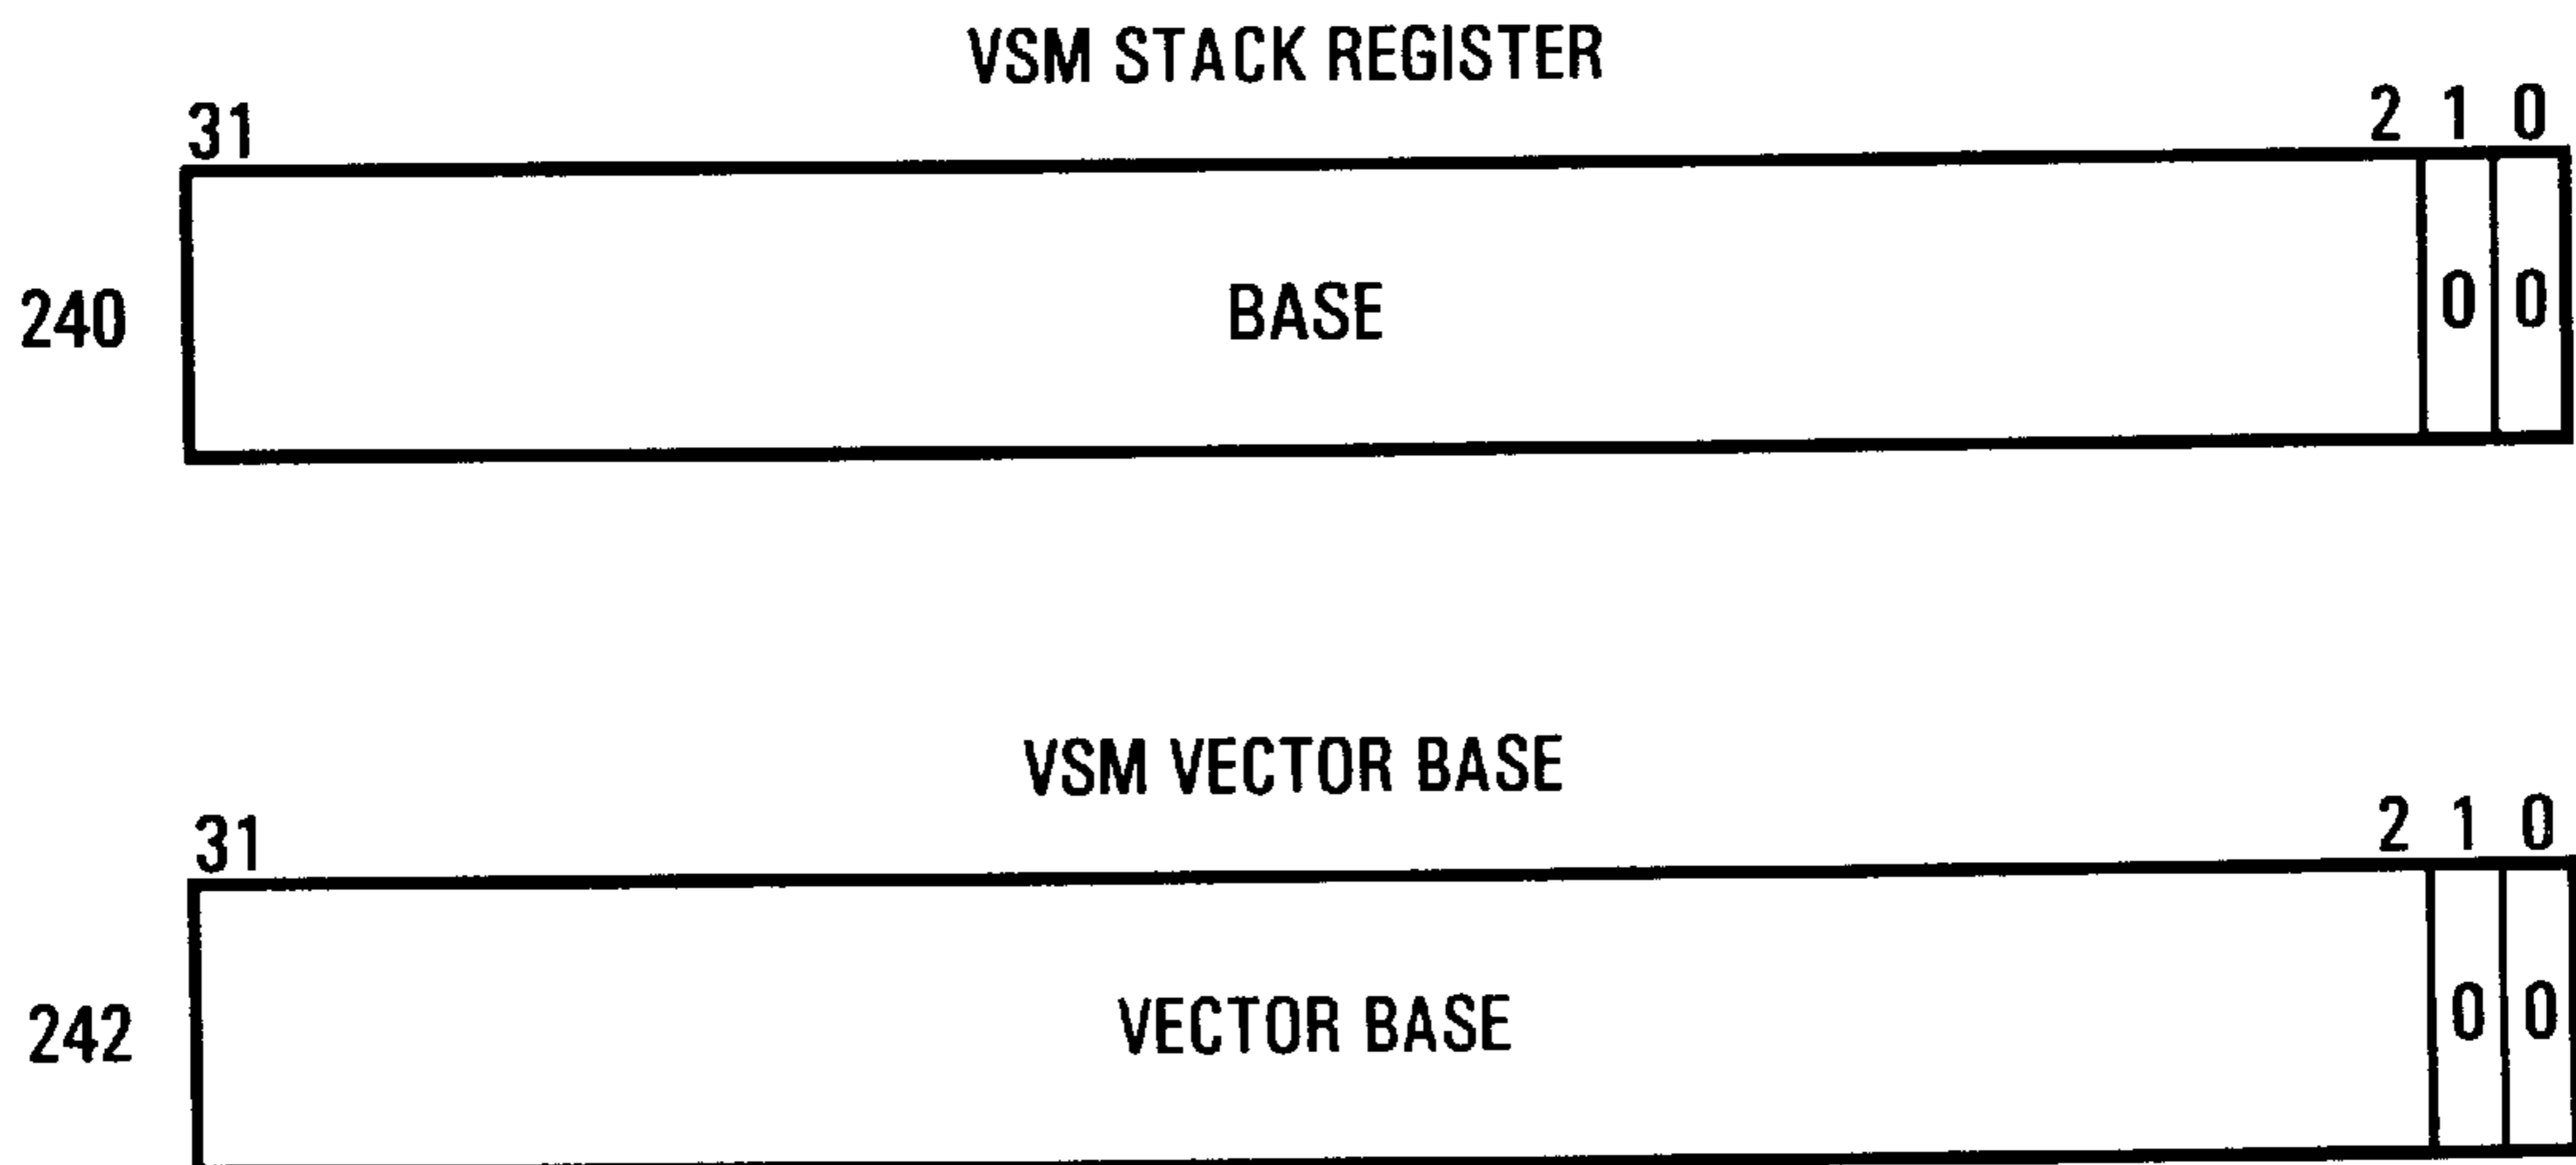 VSM STACK REGISTER
31 2 1 0
240 BASE 0 0
VSM VECTOR BASE
31 2 1 0
242 VECTOR BASE 0 0